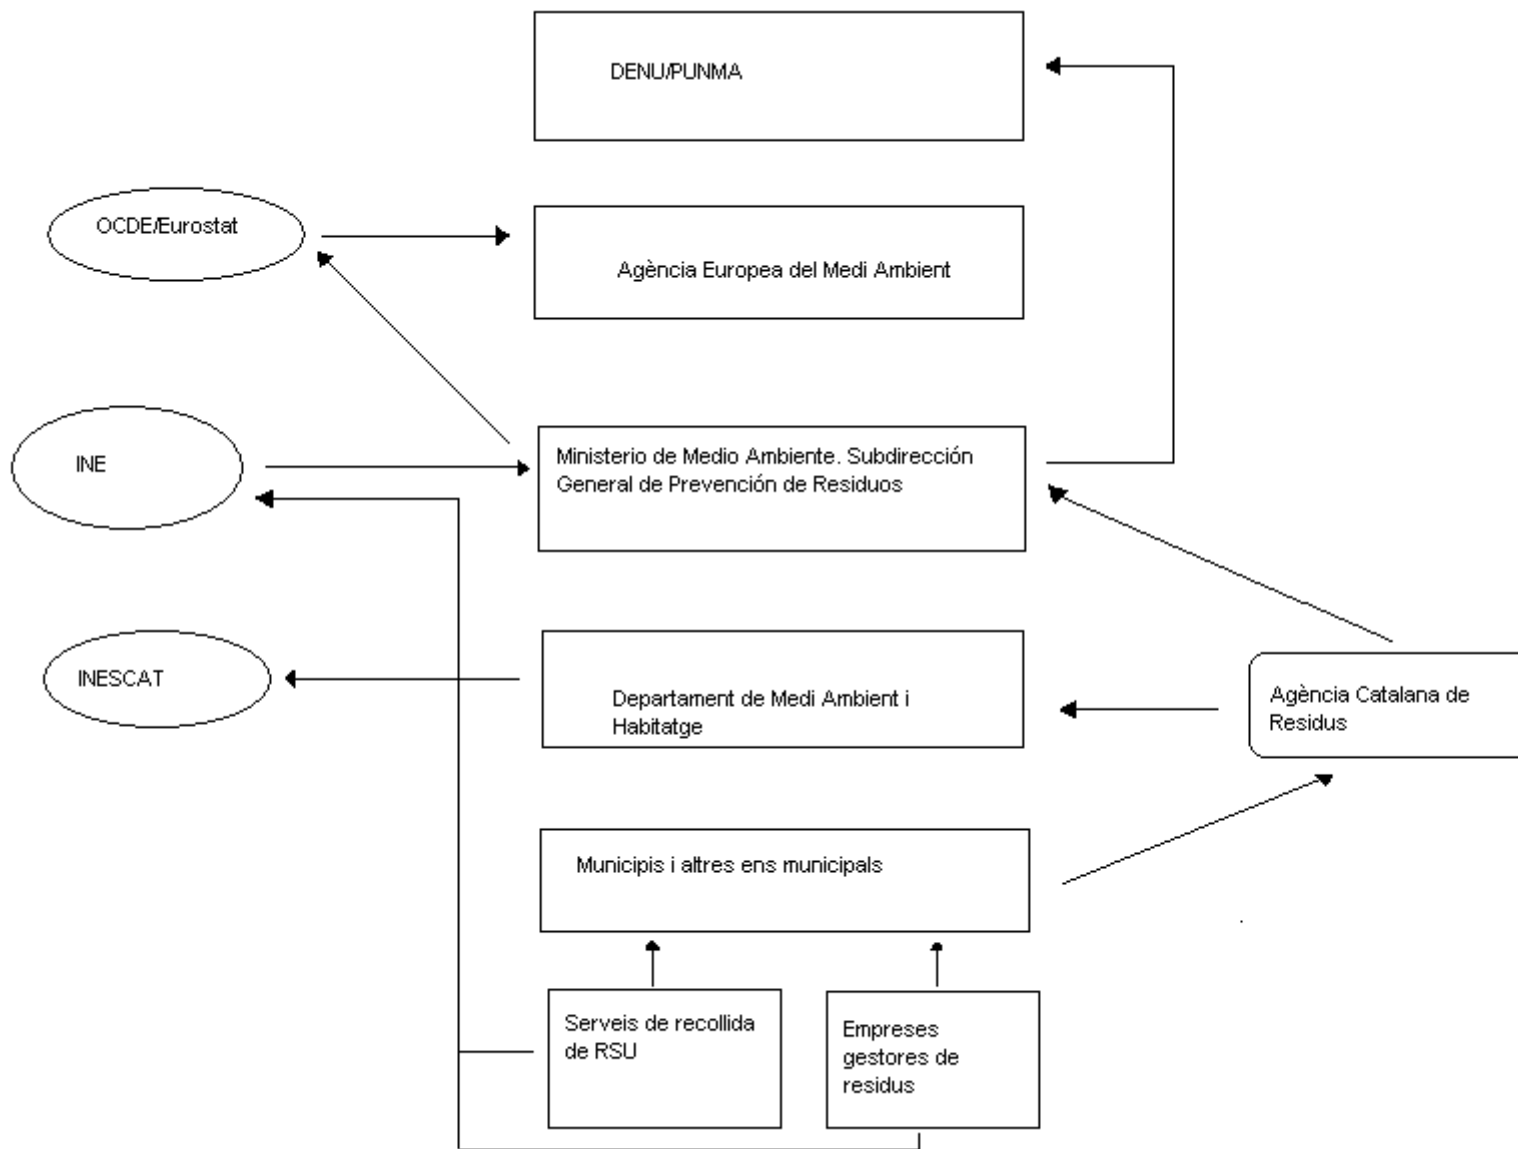 DENU/PUNMA
OCDE/Eurostat
Agència Europea del Medi Ambient
INE
Ministerio de Medio Ambiente. Subdirección
General de Prevención de Residuos
INESCAT
Departament de Medi Ambient i
Habitatge
Agència Catalana de
Residus
Municipis i altres ens municipals
Serveis de recollida
de RSU
Empreses
gestores de
residus